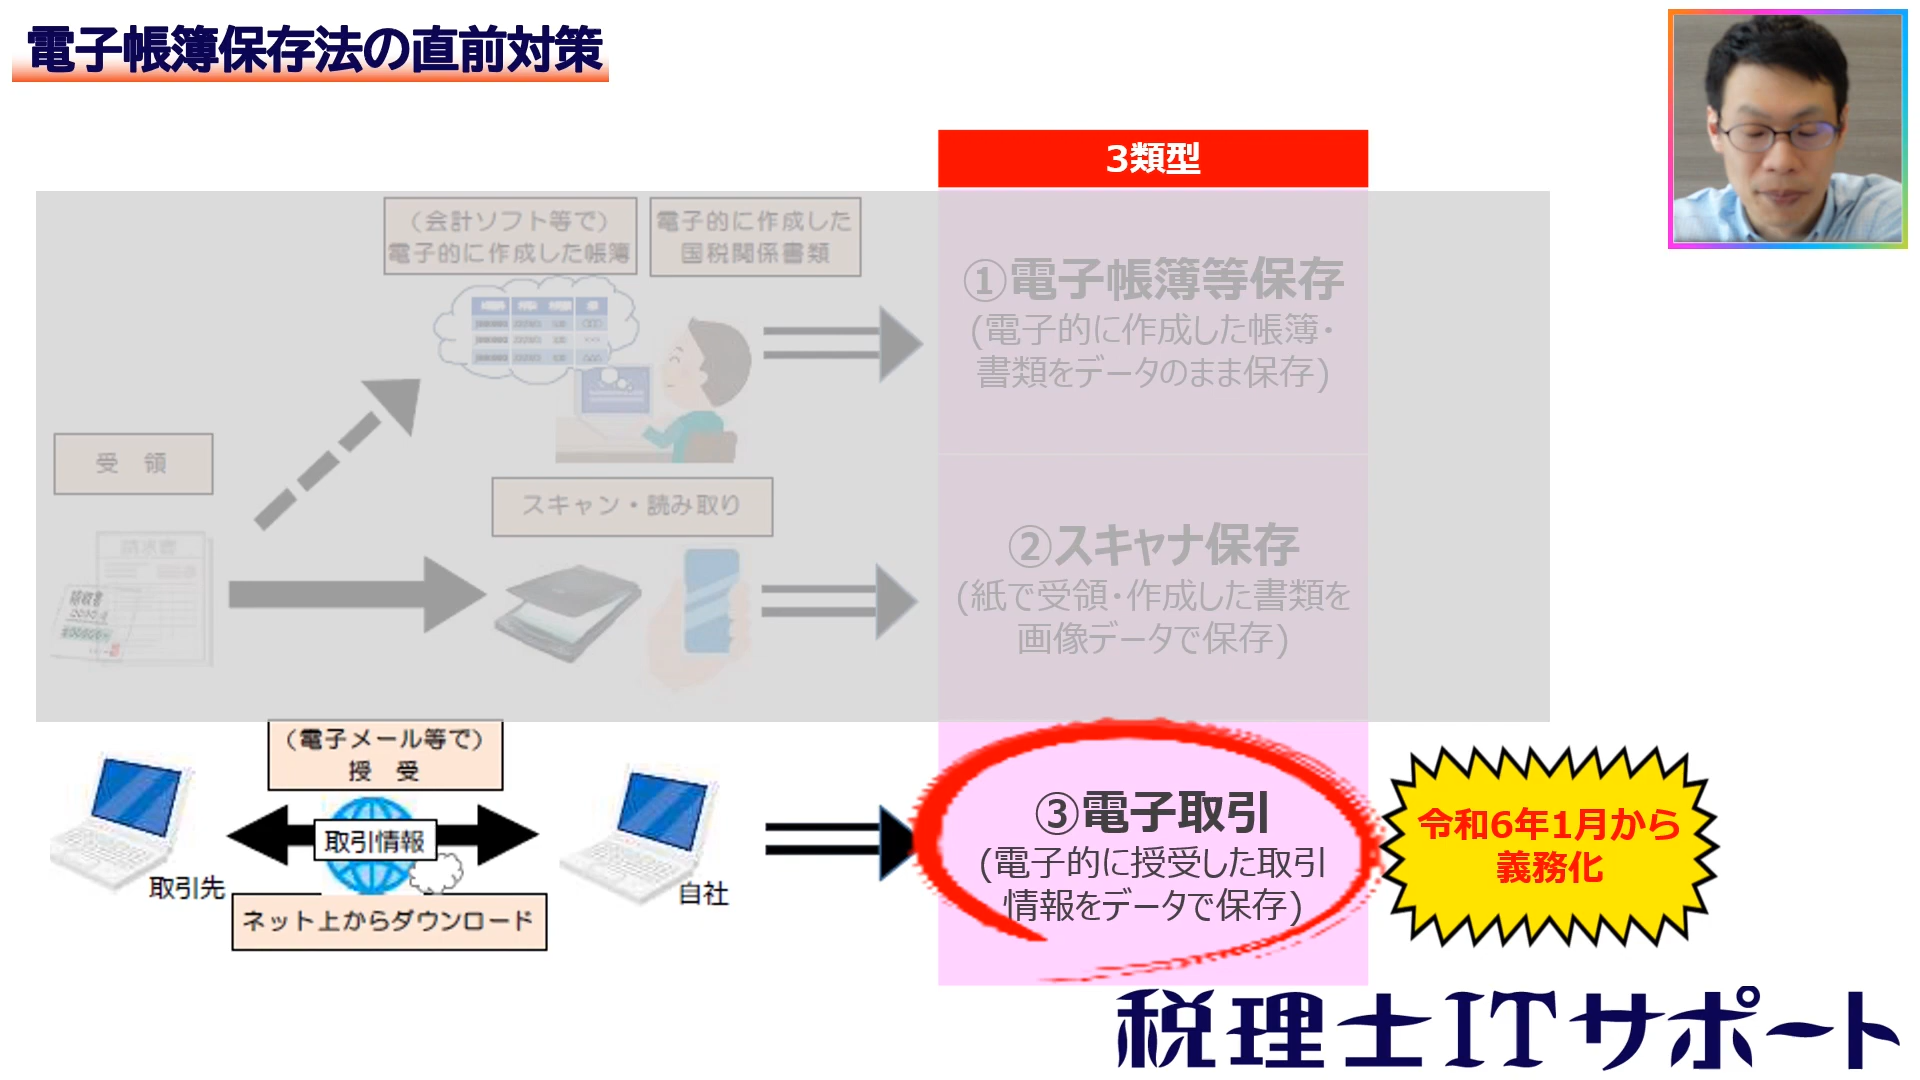 電子帳簿保存法の直前対策
3類型
(会計ソフト等で)
電子的に作成した帳簿
電子的に作成した
国税関係書類
①電子帳簿等保存
(電子的に作成した帳簿・
書類をデータのまま保存)
受 領
スキャン・読み取り
請求書
領収書
②スキャナ保存
(紙で受領・作成した書類を
画像データで保存)
(電子メール等で)
授 受
取引情報
取引先
自社
ネット上からダウンロード
③電子取引
(電子的に授受した取引
情報をデータで保存)
令和6年1月から
義務化
税理士ITサポート